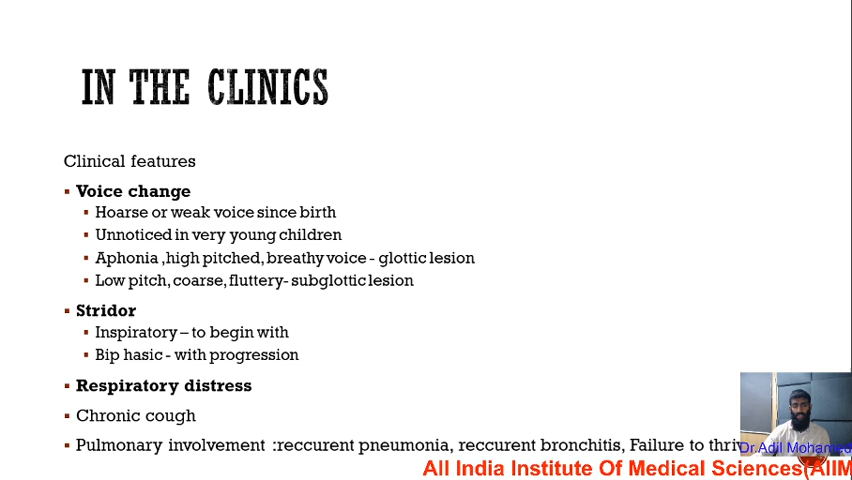 IN THE CLINICS
Clinical features
▪ Voice change
▪ Hoarse or weak voice since birth
▪ Unnoticed in very young children
▪ Aphonia ,high pitched, breathy voice - glottic lesion
▪ Low pitch, coarse, fluttery- subglottic lesion
▪ Stridor
▪ Inspiratory – to begin with
▪ Bip hasic - with progression
▪ Respiratory distress
▪ Chronic cough
▪ Pulmonary involvement :reccurent pneumonia, reccurent bronchitis, Failure to thriv
Dr.Adil Mohamed
All India Institute Of Medical Sciences(AIIM